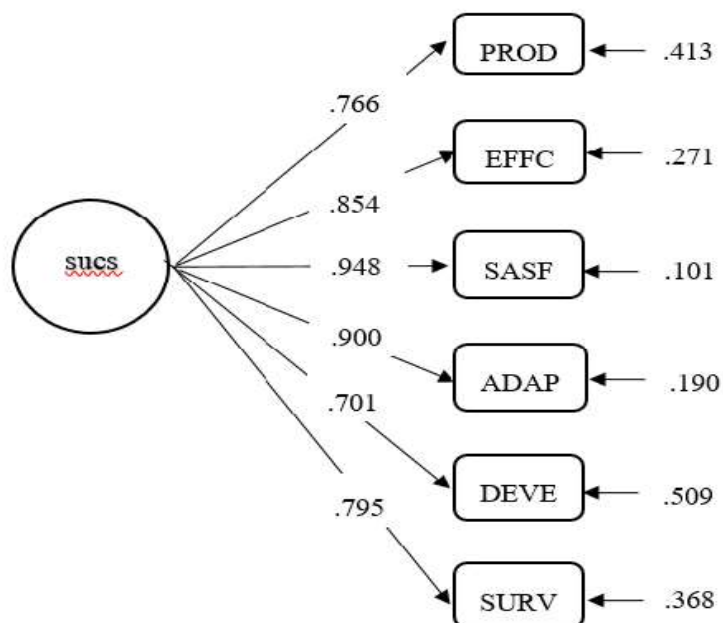 PROD
.413
.766
EFFC
.271
.854
sucs
.948
SASF
.101
.900
ADAP
.190
.701
DEVE
.509
.795
SURV
.368